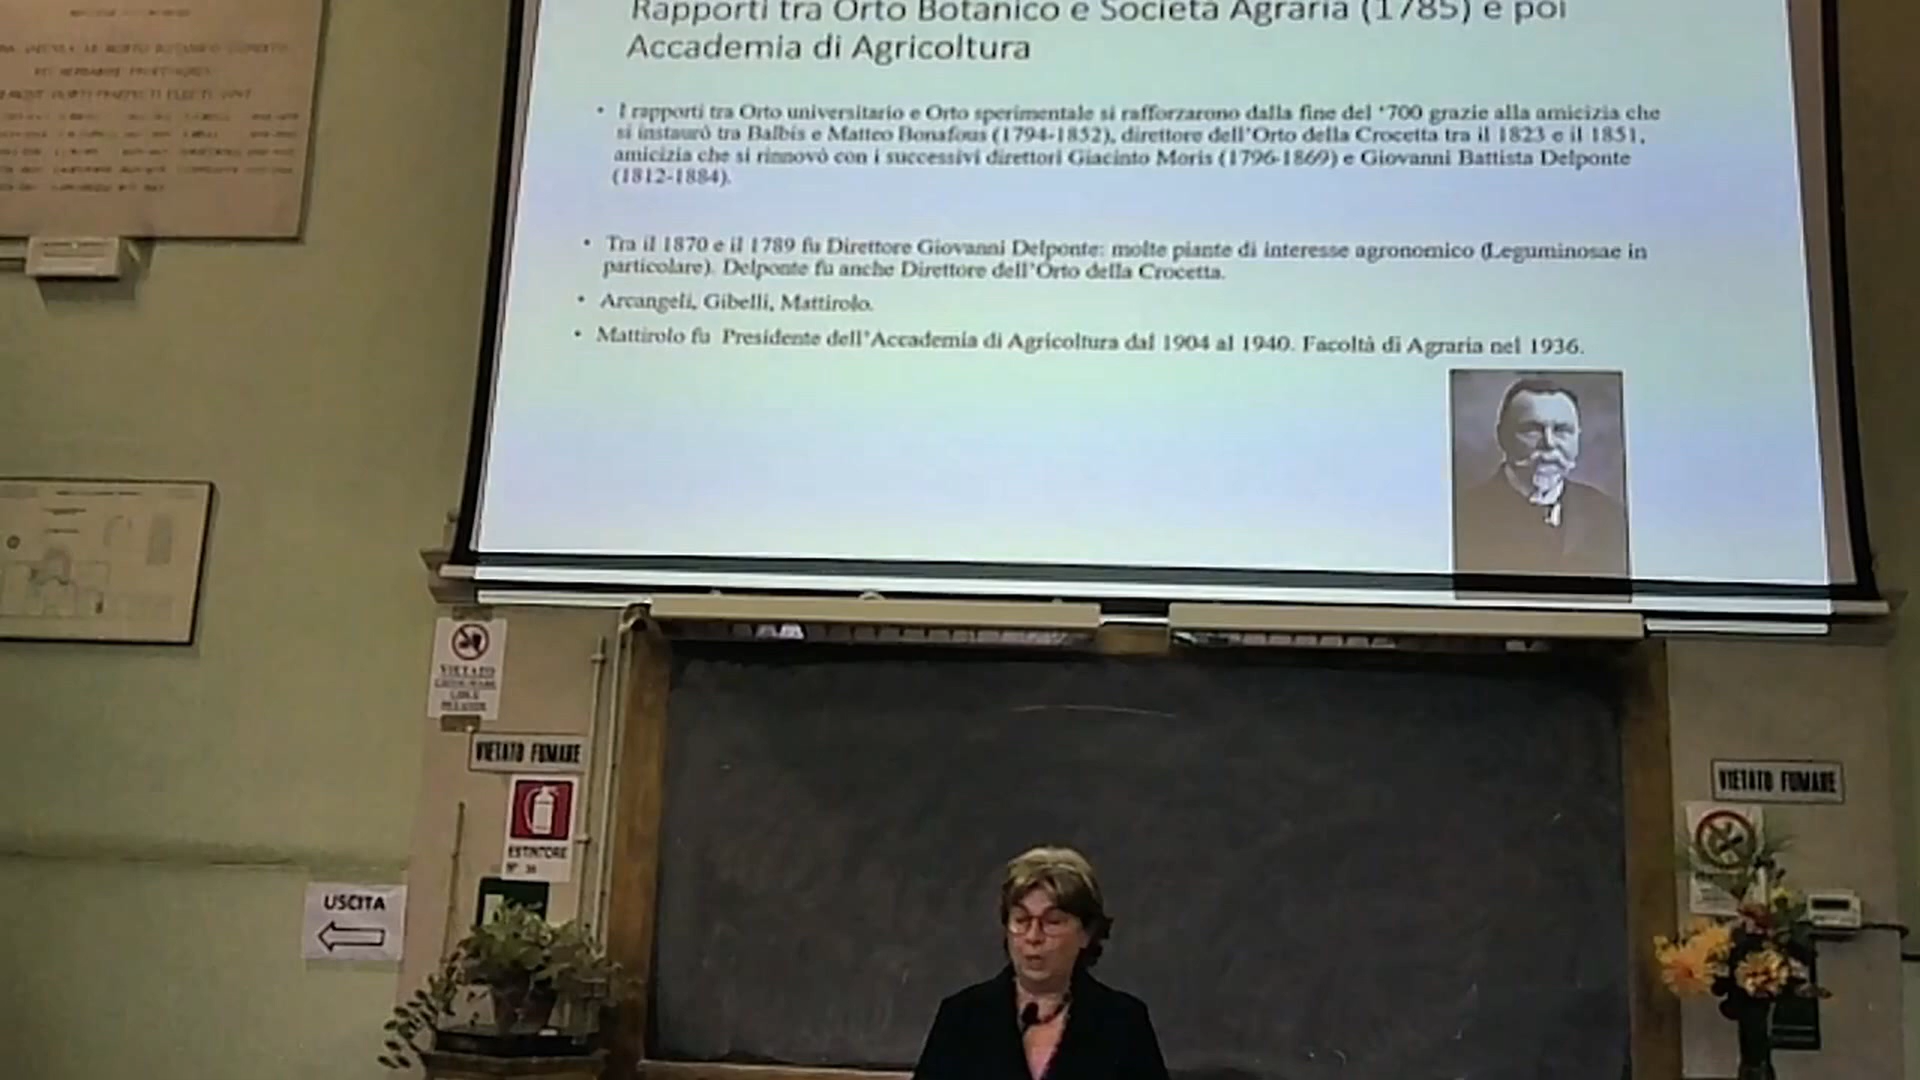 Rapporti tra Orto Botanico e Società Agraria (1785) e poi
Accademia di Agricoltura
• I rapporti tra Orto universitario e Orto sperimentale si rafforzarono dalla fine del '700 grazie alla amicizia che
si instaurò tra Balbis e Matteo Bonafous (1794-1852), direttore dell'Orto della Crocetta tra il 1823 e il 1851,
amicizia che si rinnovò con i successivi direttori Giacinto Moris (1796-1869) e Giovanni Battista Delponte
(1812-1884).
• Tra il 1870 e il 1789 fu Direttore Giovanni Delponte: molte piante di interesse agronomico (Leguminosae in
particolare). Delponte fu anche Direttore dell'Orto della Crocetta.
• Arcangeli, Gibelli, Mattirolo.
• Mattirolo fu Presidente dell'Accademia di Agricoltura dal 1904 al 1940. Facoltà di Agraria nel 1936.
VIETATO
VIETATO FUMARE
ESTINTORE
N° 
USCITA
VIETATO FUMARE